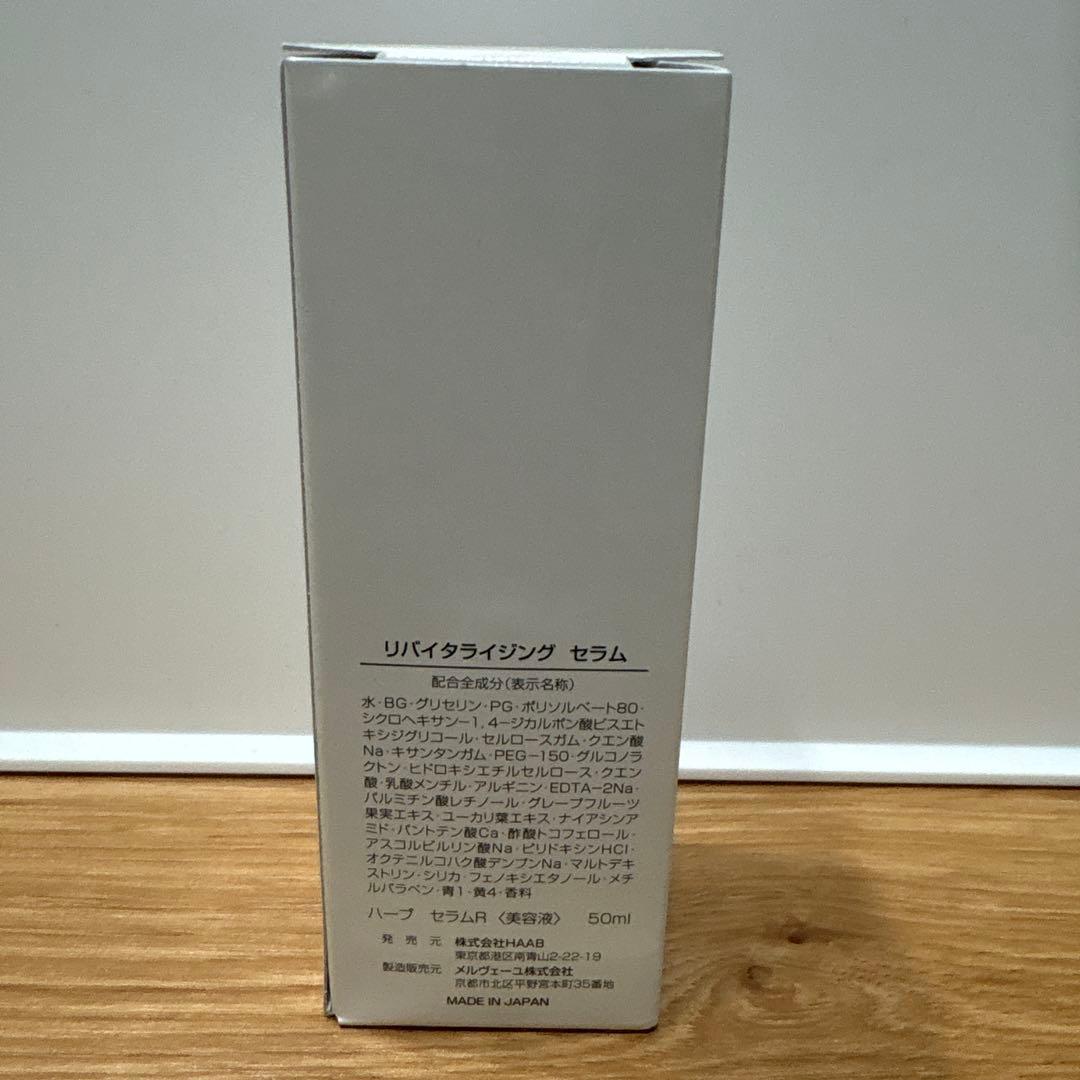 リバイタライジング セラム
配合全成分(表示名称)
水・BG・グリセリン・PG・ポリソルベート80・
シクロヘキサン-1,4-ジカルボン酸ビスエト
キシジグリコール・セルロースガム・クエン酸
Na・キサンタンガム・PEG-150・グルコノラ
クトン・ヒドロキシエチルセルロース・クエン
酸・乳酸メンチル・アルギニン・EDTA-2Na・
パルミチン酸レチノール・グレープフルーツ
果実エキス・ユーカリ葉エキス・ナイアシンア
ミド・パントテン酸Ca・酢酸トコフェロール・
アスコルビルリン酸Na・ピリドキシンHCl・
オクテニルコハク酸デンプンNa・マルトデキ
ストリン・シリカ・フェノキシエタノール・メチ
ルパラベン・青1・黄4・香料
ハーブ セラムR 〈美容液〉 50ml
発売元 株式会社HAAB
東京都港区南青山2-22-19
製造販売元 メルヴェーユ株式会社
京都市北区平野宮本町35番地
MADE IN JAPAN